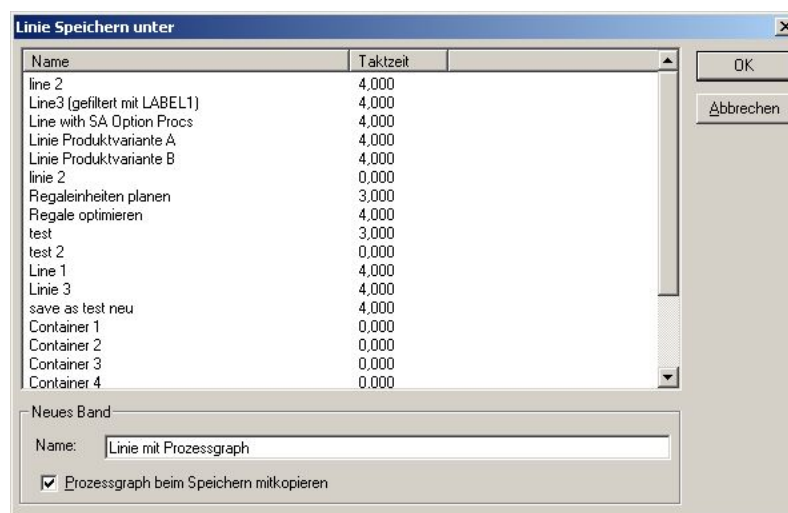 Linie Speichern unter
Name Taktzeit
OK
line 2 4,000
Line3 (gefiltert mit LABEL1) 4,000
Abbrechen
Line with SA Option Procs 4,000
Linie Produktvariante A 4,000
Linie Produktvariante B 4,000
linie 2 0,000
Regaleinheiten planen 3,000
Regale optimieren 4,000
test 3,000
test 2 0,000
Line 1 4,000
Linie 3 4,000
save as test neu 4,000
Container 1 0,000
Container 2 0,000
Container 3 0,000
Container 4 0,000
Neues Band
Name: Linie mit Prozessgraph
Prozessgraph beim Speichern mitkopieren